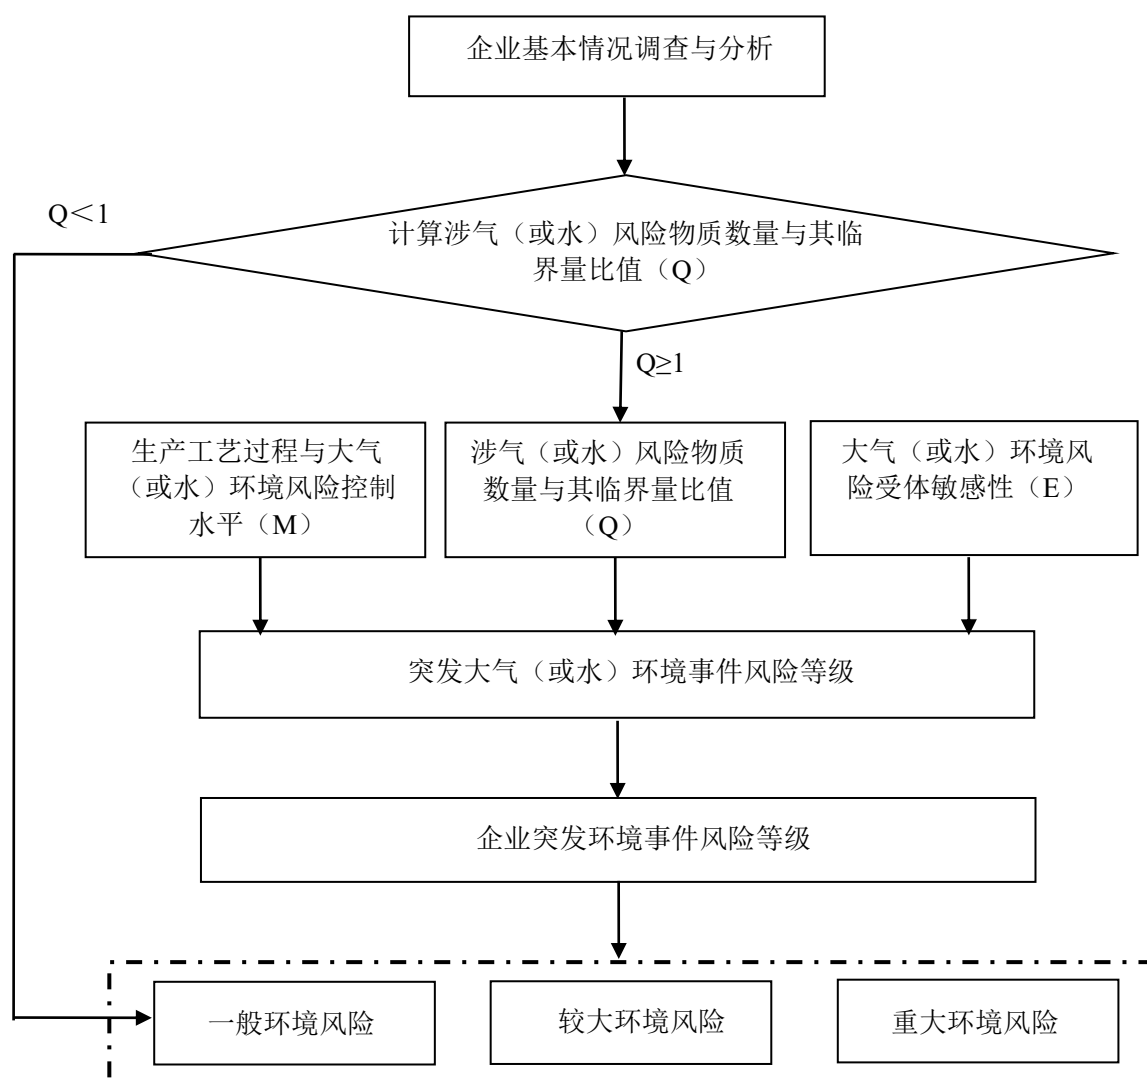 企业基本情况调查与分析
Q＜1
计算涉气（或水）风险物质数量与其临
界量比值（Q）
Q≥1
生产工艺过程与大气
（或水）环境风险控制
水平（M）
涉气（或水）风险物质
数量与其临界量比值
（Q）
大气（或水）环境风
险受体敏感性（E）
突发大气（或水）环境事件风险等级
企业突发环境事件风险等级
一般环境风险
较大环境风险
重大环境风险